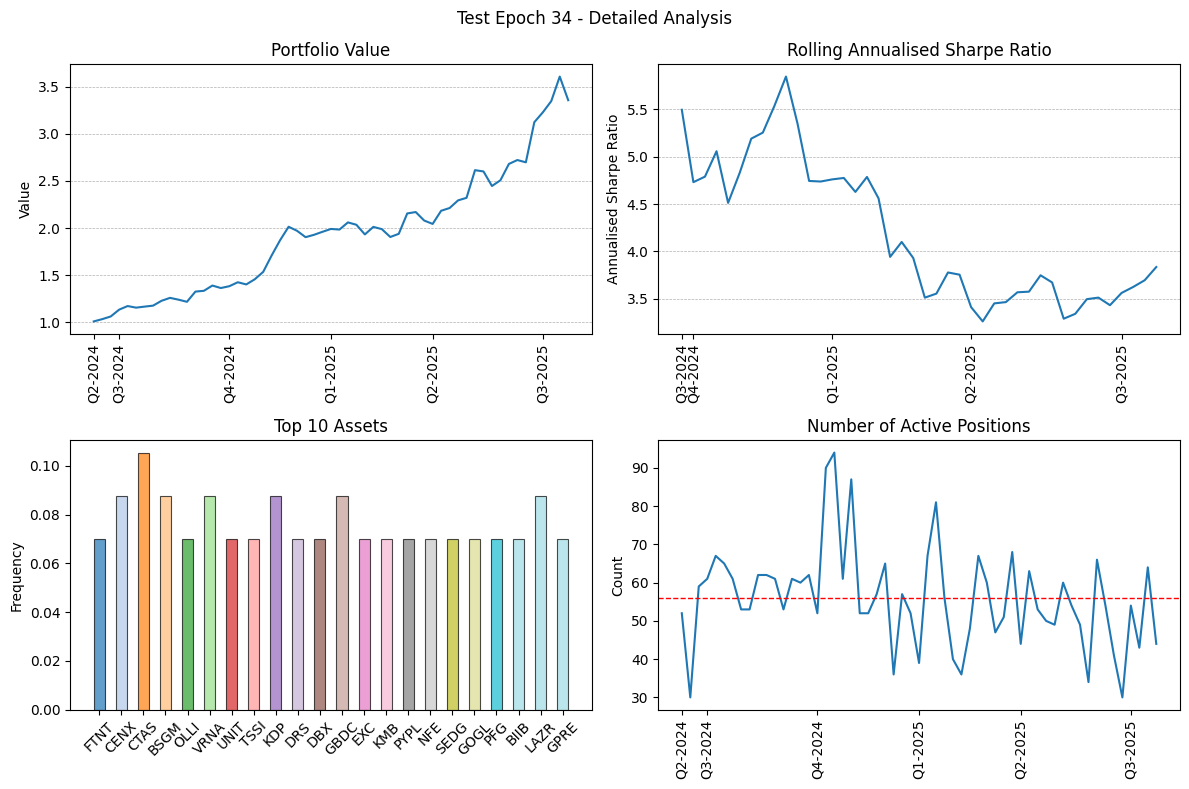 Test Epoch 34 - Detailed Analysis
Portfolio Value
Value
3.5
3.0
2.5
2.0
1.5
1.0
Q2-2024
Q3-2024
Q4-2024
Q1-2025
Q2-2025
Q3-2025
Rolling Annualised Sharpe Ratio
Annualised Sharpe Ratio
5.5
5.0
4.5
4.0
3.5
Q3-2024
Q4-2024
Q1-2025
Q2-2025
Q3-2025
Top 10 Assets
Frequency
0.10
0.08
0.06
0.04
0.02
0.00
FTNT
CENX
CTAS
BSGM
OLLI
VRNA
UNIT
TSSI
KDP
DRS
DBX
GBDC
EXC
KMB
PYPL
NFE
SEDG
GOGL
PFG
BIIB
LAZR
GPRE
Number of Active Positions
Count
90
80
70
60
50
40
30
Q2-2024
Q3-2024
Q4-2024
Q1-2025
Q2-2025
Q3-2025